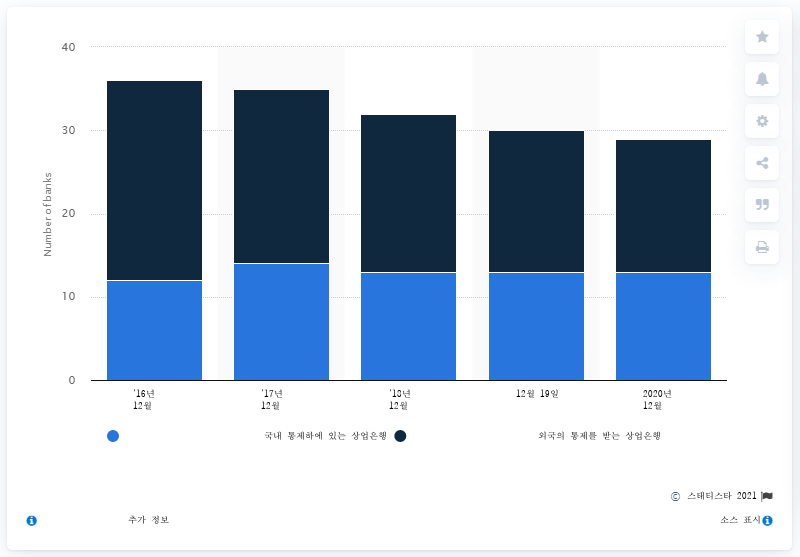 40
30
20
10
0
Number of banks
'16년
12월
'17년
12월
'18년
12월
12월 19일
2020년
12월
국내 통제하에 있는 상업은행
외국의 통제를 받는 상업은행
© 스태티스타 2021
추가 정보
소스 표시